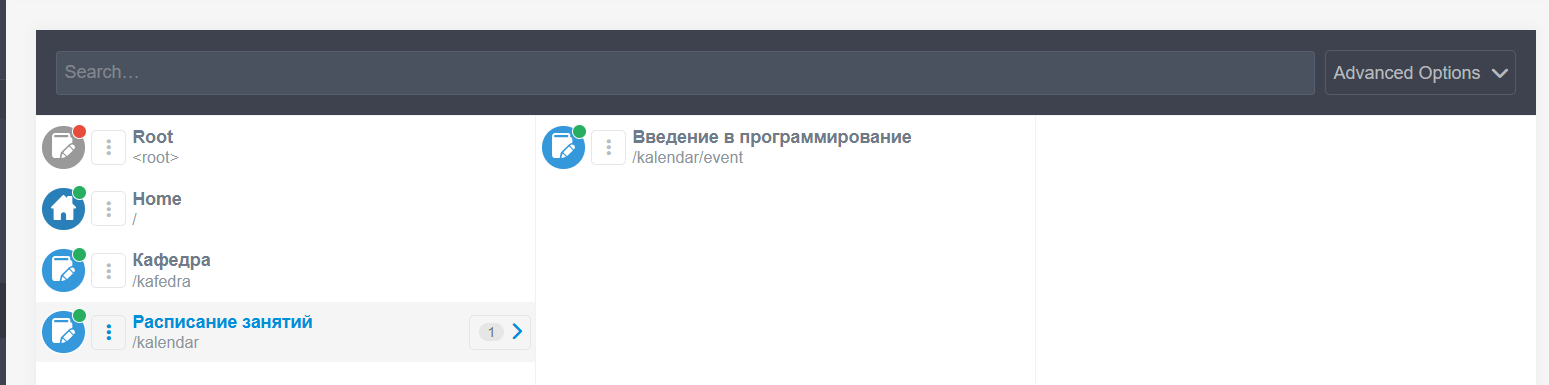 Search…
Advanced Options
Root
<root>
Home
/
Кафедра
/kafedra
Расписание занятий
/kalendar
1
Введение в программирование
/kalendar/event